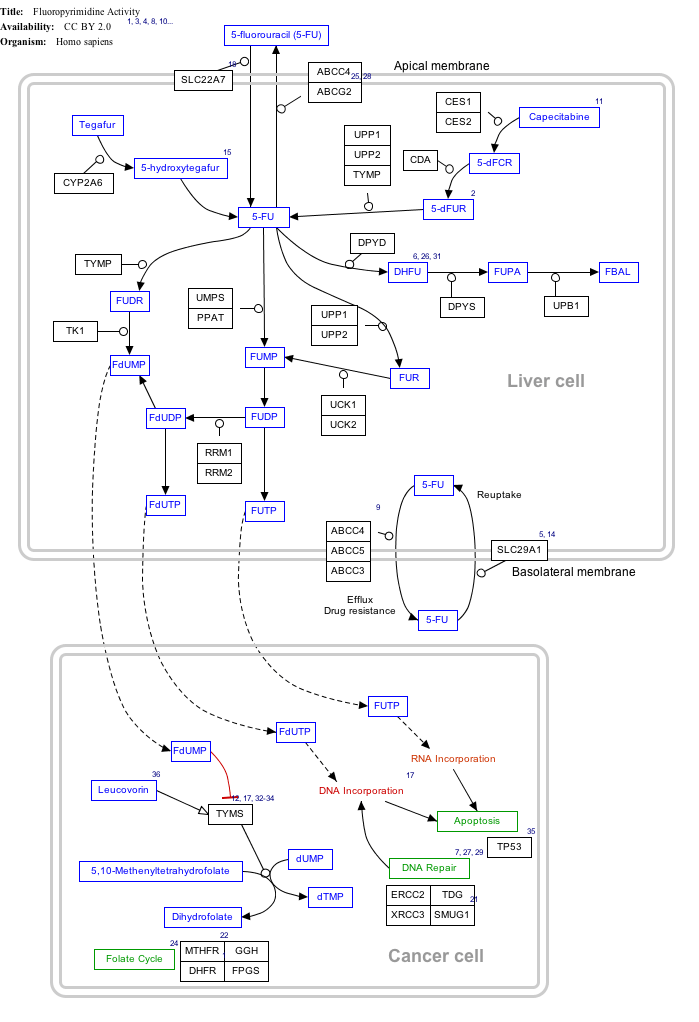 Title: Fluoropyrimidine Activity
Availability: CC BY 2.0
Organism: Homo sapiens
1, 3, 4, 8, 10...
5-fluorouracil (5-FU)
18
SLC22A7
ABCC4
25, 28
ABCG2
Apical membrane
CES1
CES2
11
Capecitabine
Tegafur
CYP2A6
15
5-hydroxytegafur
UPP1
UPP2
TYMP
CDA
5-dFCR
2
5-dFUR
5-FU
TYMP
DPYD
6, 26, 31
DHFU
FUPA
FBAL
DPYS
UPB1
FUDR
UMPS
PPAT
UPP1
UPP2
TK1
FdUMP
FUMP
FUR
Liver cell
UCK1
UCK2
FdUDP
FUDP
RRM1
RRM2
FdUTP
FUTP
5-FU
Reuptake
9
ABCC4
ABCC5
ABCC3
5, 14
SLC29A1
Basolateral membrane
Efflux
Drug resistance
5-FU
FUTP
FdUTP
FdUMP
RNA Incorporation
17
DNA Incorporation
36
Leucovorin
12, 17, 32-34
TYMS
Apoptosis
35
TP53
7, 27, 29
DNA Repair
dUMP
5,10-Methenyltetrahydrofolate
dTMP
ERCC2
TDG
21
XRCC3
SMUG1
Dihydrofolate
22
24
Folate Cycle
MTHFR
GGH
DHFR
FPGS
Cancer cell